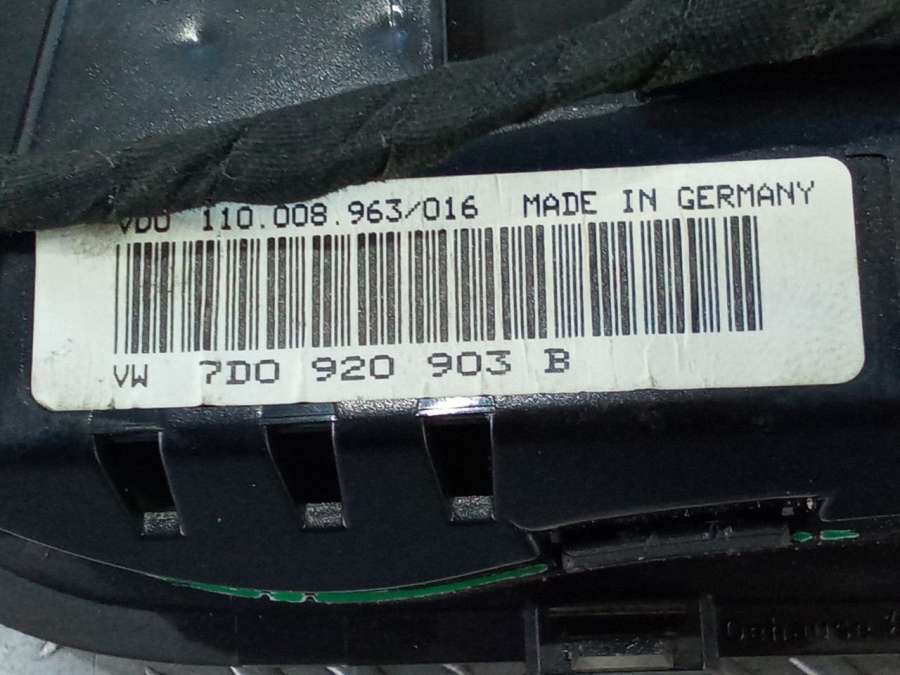 VDO 110.008.963/016 MADE IN GERMANY
VW 7D0 920 903 B